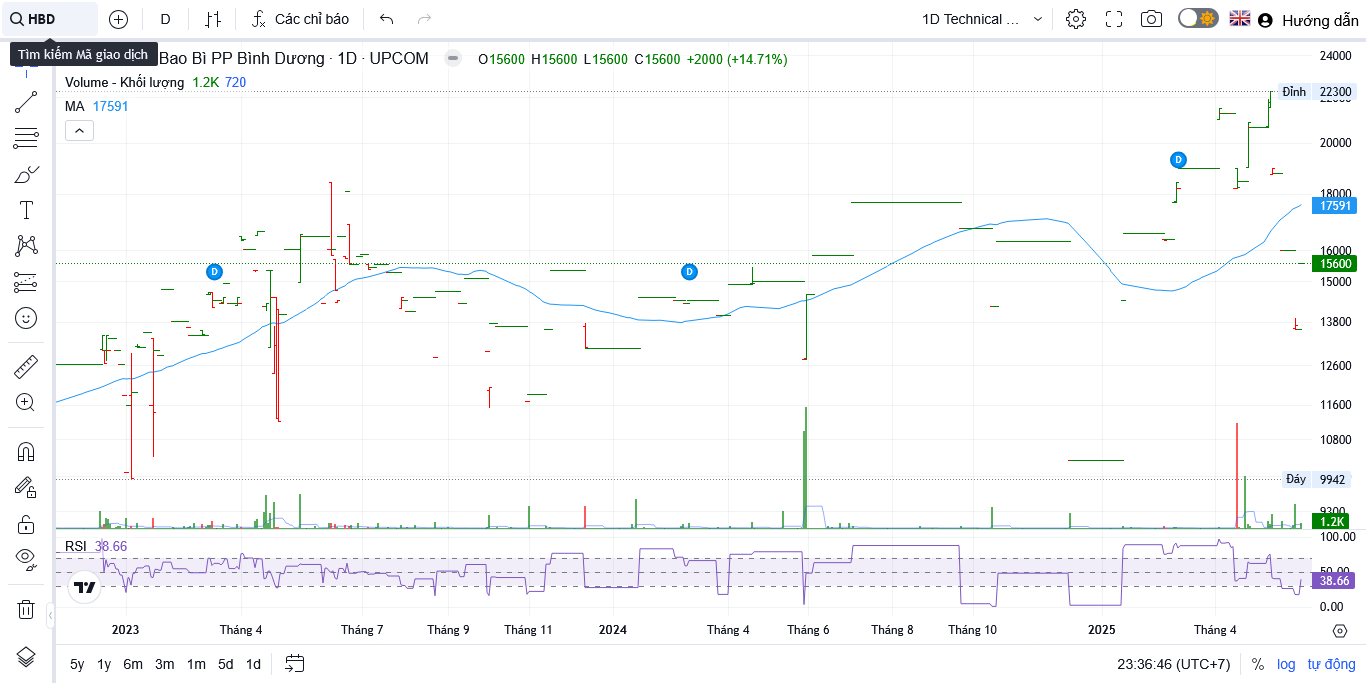 HBD
D
Các chỉ báo
1D Technical ...
Hướng dẫn
Tìm kiếm Mã giao dịch
Bao Bì PP Bình Dương · 1D · UPCOM
O15600 H15600 L15600 C15600 +2000 (+14.71%)
Volume - Khối lượng 1.2K 720
MA 17591
24000
Đỉnh 22300
20000
18000
17591
16000
15600
15000
13800
12600
11600
10800
Đáy 9942
9300
1.2K
D
D
D
RSI 38.66
100.00
50.00
38.66
0.00
2023 Tháng 4 Tháng 7 Tháng 9 Tháng 11 2024 Tháng 4 Tháng 6 Tháng 8 Tháng 10 2025 Tháng 4
5y 1y 6m 3m 1m 5d 1d
23:36:46 (UTC+7) % log tự động